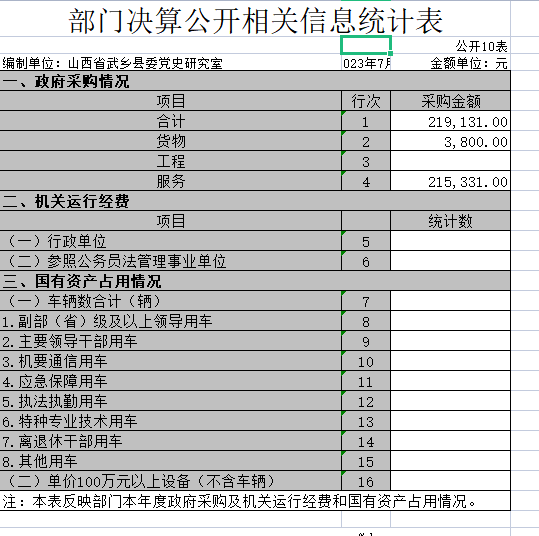 部门决算公开相关信息统计表
公开10表
编制单位：山西省武乡县委党史研究室 023年7月 金额单位：元
一、政府采购情况
项目 行次 采购金额
合计 1 219,131.00
货物 2 3,800.00
工程 3
服务 4 215,331.00
二、机关运行经费
项目 统计数
（一）行政单位 5
（二）参照公务员法管理事业单位 6
三、国有资产占用情况
（一）车辆数合计（辆） 7
1.副部（省）级及以上领导用车 8
2.主要领导干部用车 9
3.机要通信用车 10
4.应急保障用车 11
5.执法执勤用车 12
6.特种专业技术用车 13
7.离退休干部用车 14
8.其他用车 15
（二）单价100万元以上设备（不含车辆） 16
注：本表反映部门本年度政府采购及机关运行经费和国有资产占用情况。